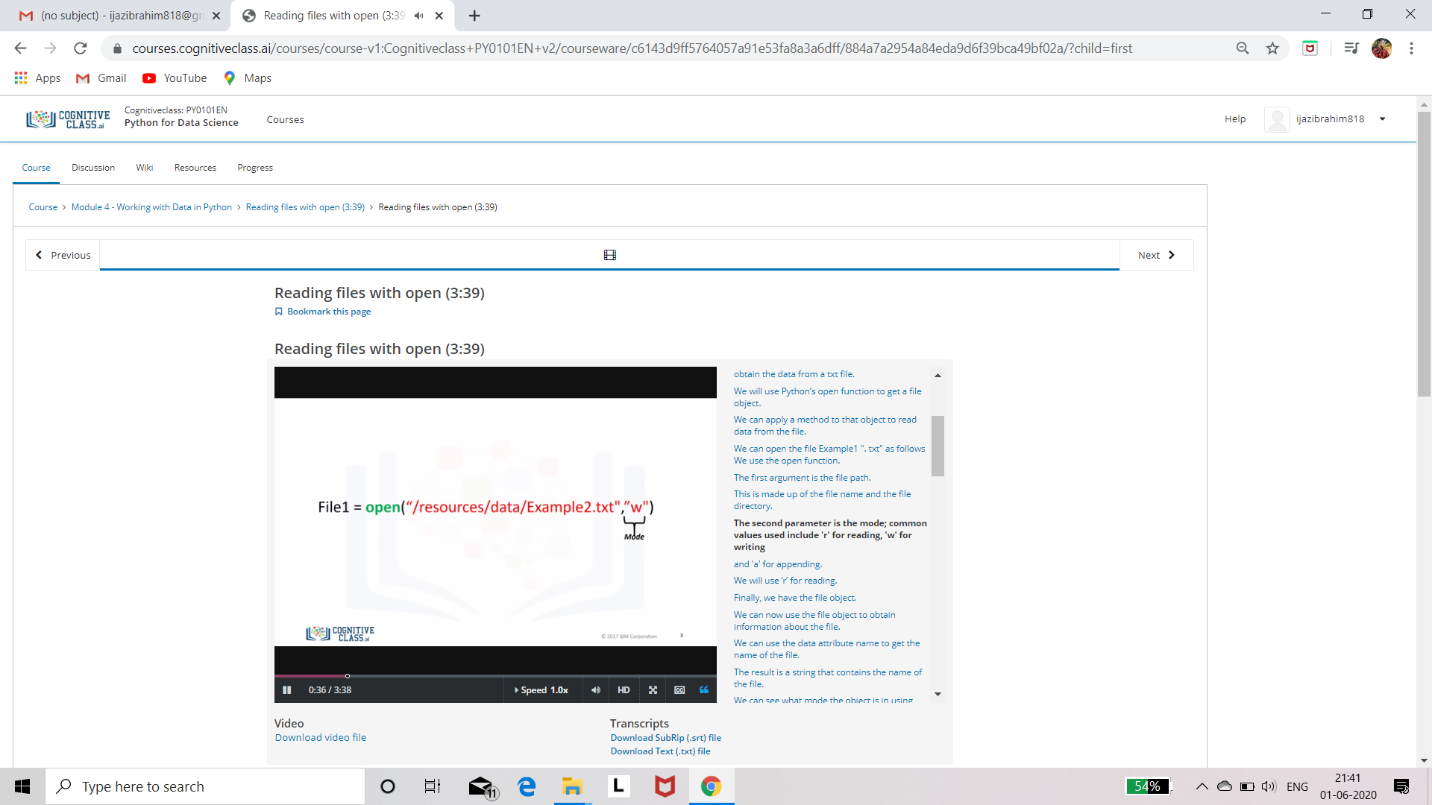 (no subject) - ijazibrahim818@gm
Reading files with open (3:39
courses.cognitiveclass.ai/courses/course-v1:Cognitiveclass+PY0101EN+v2/courseware/c6143d9ff5764057a91e53fa8a3a6dff/884a7a2954a84eda9d6f39bca49bf02a/?child=first
Apps Gmail YouTube Maps
COGNITIVE CLASS.ai
Cognitiveclass: PY0101EN
Python for Data Science
Courses
Help
ijazibrahim818
Course Discussion Wiki Resources Progress
Course > Module 4 - Working with Data in Python > Reading files with open (3:39) > Reading files with open (3:39)
Previous
Next
Reading files with open (3:39)
Bookmark this page
Reading files with open (3:39)
File1 = open(“/resources/data/Example2.txt",”w")
Mode
COGNITIVE CLASS.ai
© 2017 IBM Corporation
0:36 / 3:38
Speed 1.0x
HD
obtain the data from a txt file.
We will use Python's open function to get a file
object.
We can apply a method to that object to read
data from the file.
We can open the file Example1 ". txt" as follows
We use the open function.
The first argument is the file path.
This is made up of the file name and the file
directory.
The second parameter is the mode; common
values used include 'r' for reading, 'w' for
writing
and 'a' for appending.
We will use 'r' for reading.
Finally, we have the file object.
We can now use the file object to obtain
information about the file.
We can use the data attribute name to get the
name of the file.
The result is a string that contains the name of
the file.
We can see what mode the object is in using
Video
Download video file
Transcripts
Download SubRip (.srt) file
Download Text (.txt) file
Type here to search
11
L
54%
ENG
21:41
01-06-2020